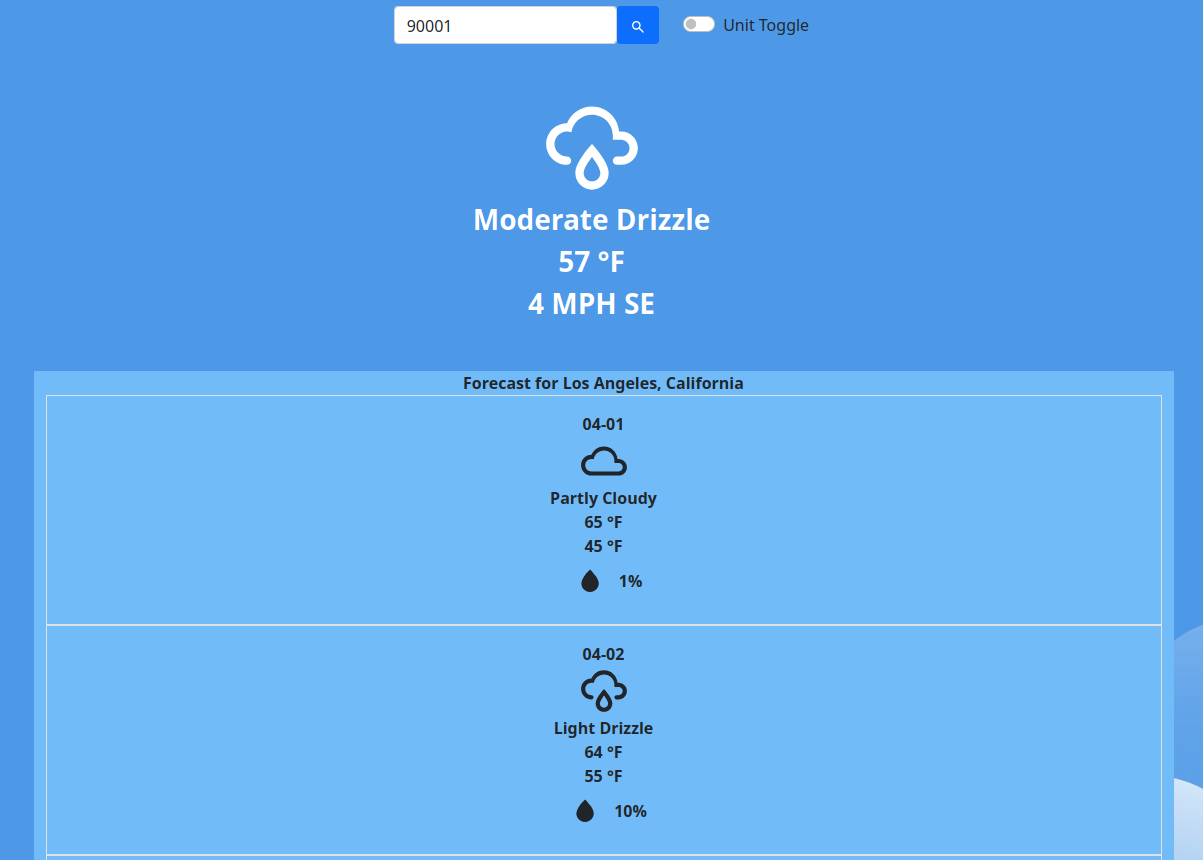 90001
Unit Toggle
Moderate Drizzle
57 °F
4 MPH SE
Forecast for Los Angeles, California
04-01
Partly Cloudy
65 °F
45 °F
1%
04-02
Light Drizzle
64 °F
55 °F
10%